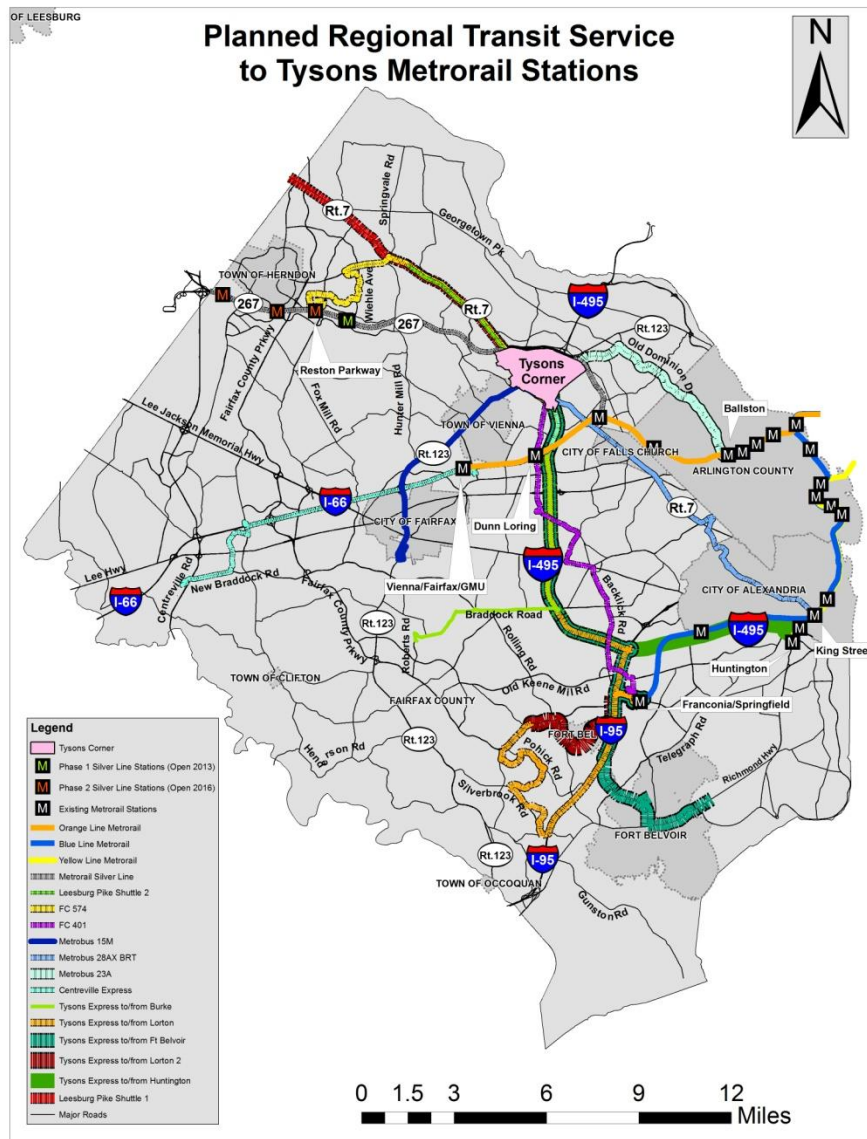 OF LEESBURG
Planned Regional Transit Service
to Tysons Metrorail Stations
N
Springvale Rd
Rt.7
Georgetown Pk
TOWN OF HERNDON
Wiehle Ave
M
M
M
M
267
267
Rt.7
I-495
Rt.123
Old Dominion Dr
Reston Parkway
Fairfax County Prkwy
Fox Mill Rd
Hunter Mill Rd
Tysons
Corner
Ballston
Lee Jackson Memorial Hwy
TOWN OF VIENNA
Rt.123
M
M
M
M
CITY OF FALLS CHURCH
M
M
M
M
M
M
ARLINGTON COUNTY
M
M
M
M
M
I-66
CITY OF FAIRFAX
Dunn Loring
Rt.7
Lee Hwy
Centreville Rd
New Braddock Rd
I-66
Fairfax County Pkwy
Vienna/Fairfax/GMU
I-495
Backlick Rd
CITY OF ALEXANDRIA
M
M
M
M
M
I-495
King Stree
Huntington
Rt.123
Roberts Rd
Braddock Road
Rolling Rd
TOWN OF CLIFTON
Old Keene Mil Rd
FAIRFAX COUNTY
M
Franconia/Springfield
Rt.123
FORT BEL
I-95
Telegraph Rd
Richmond Hwy
Hend
rson Rd
Pohick Rd
Silverbrook Rd
FORT BELVOIR
Rt.123
I-95
TOWN OF OCCOQUAN
Gunston Rd
Legend
Tysons Corner
M Phase 1 Silver Line Stations (Open 2013)
M Phase 2 Silver Line Stations (Open 2016)
M Existing Metrorail Stations
Orange Line Metrorail
Blue Line Metrorail
Yellow Line Metrorail
Metrorail Silver Line
Leesburg Pike Shuttle 2
FC 574
FC 401
Metrobus 15M
Metrobus 28AX BRT
Metrobus 23A
Centreville Express
Tysons Express to/from Burke
Tysons Express to/from Lorton
Tysons Express to/from Ft Belvoir
Tysons Express to/from Lorton 2
Tysons Express to/from Huntington
Leesburg Pike Shuttle 1
Major Roads
0 1.5 3 6 9 12
Miles